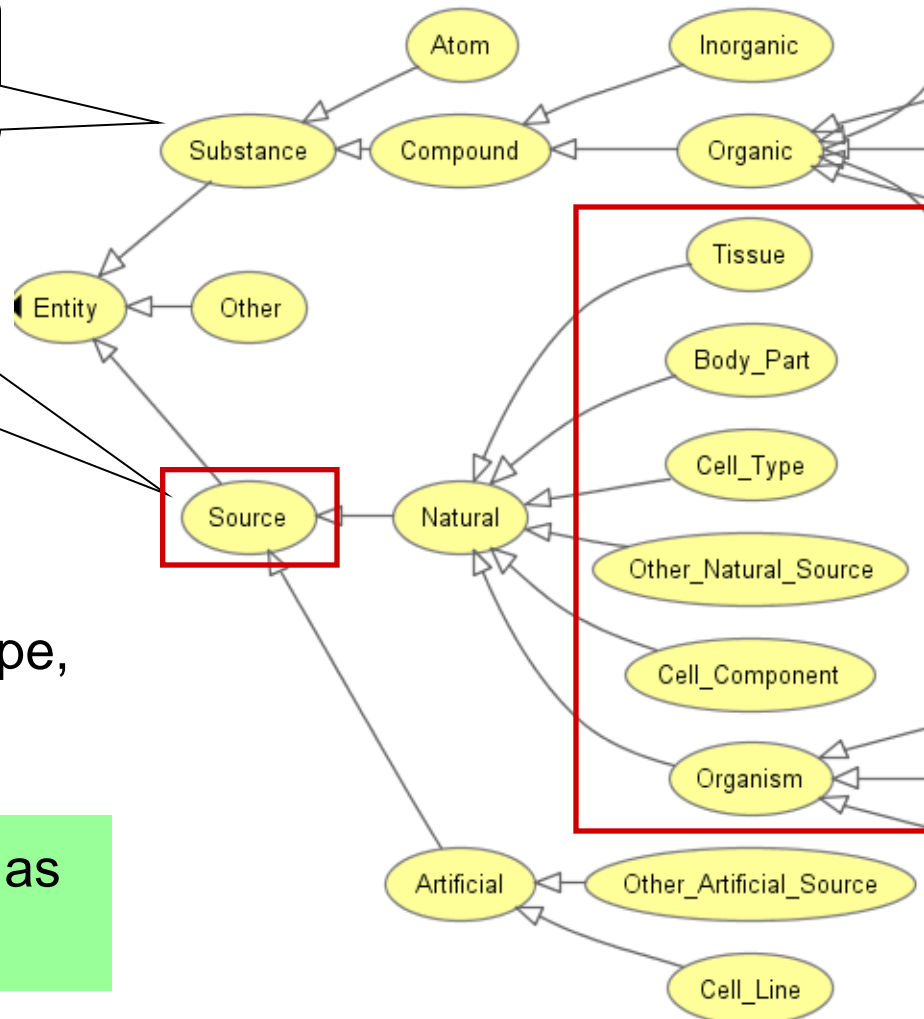 Atom
Inorganic
Substance
Compound
Organic
Tissue
Entity
Other
Body_Part
Cell_Type
Source
Natural
Other_Natural_Source
pe,
Cell_Component
Organism
as
Artificial
Other_Artificial_Source
Cell_Line